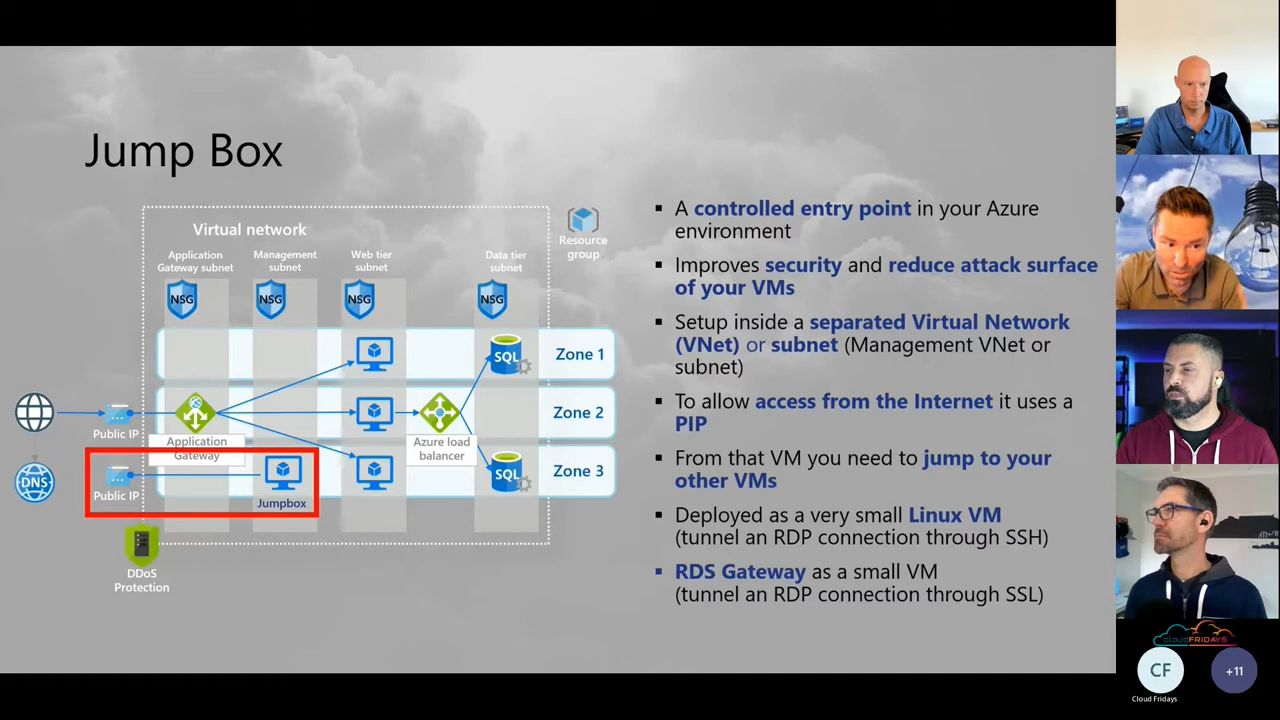 Jump Box
Virtual network
Resource
group
Application
Gateway subnet
Management
subnet
Web tier
subnet
Data tier
subnet
NSG
NSG
NSG
NSG
SQL
Zone 1
Zone 2
Public IP
Application
Gateway
Azure load
balancer
DNS
Public IP
Jumpbox
SQL
Zone 3
DDoS
Protection
▪ A controlled entry point in your Azure
environment
▪ Improves security and reduce attack surface
of your VMs
▪ Setup inside a separated Virtual Network
(VNet) or subnet (Management VNet or
subnet)
▪ To allow access from the Internet it uses a
PIP
▪ From that VM you need to jump to your
other VMs
▪ Deployed as a very small Linux VM
(tunnel an RDP connection through SSH)
▪ RDS Gateway as a small VM
(tunnel an RDP connection through SSL)
cloudFRIDAYS
CF
+11
Cloud Fridays